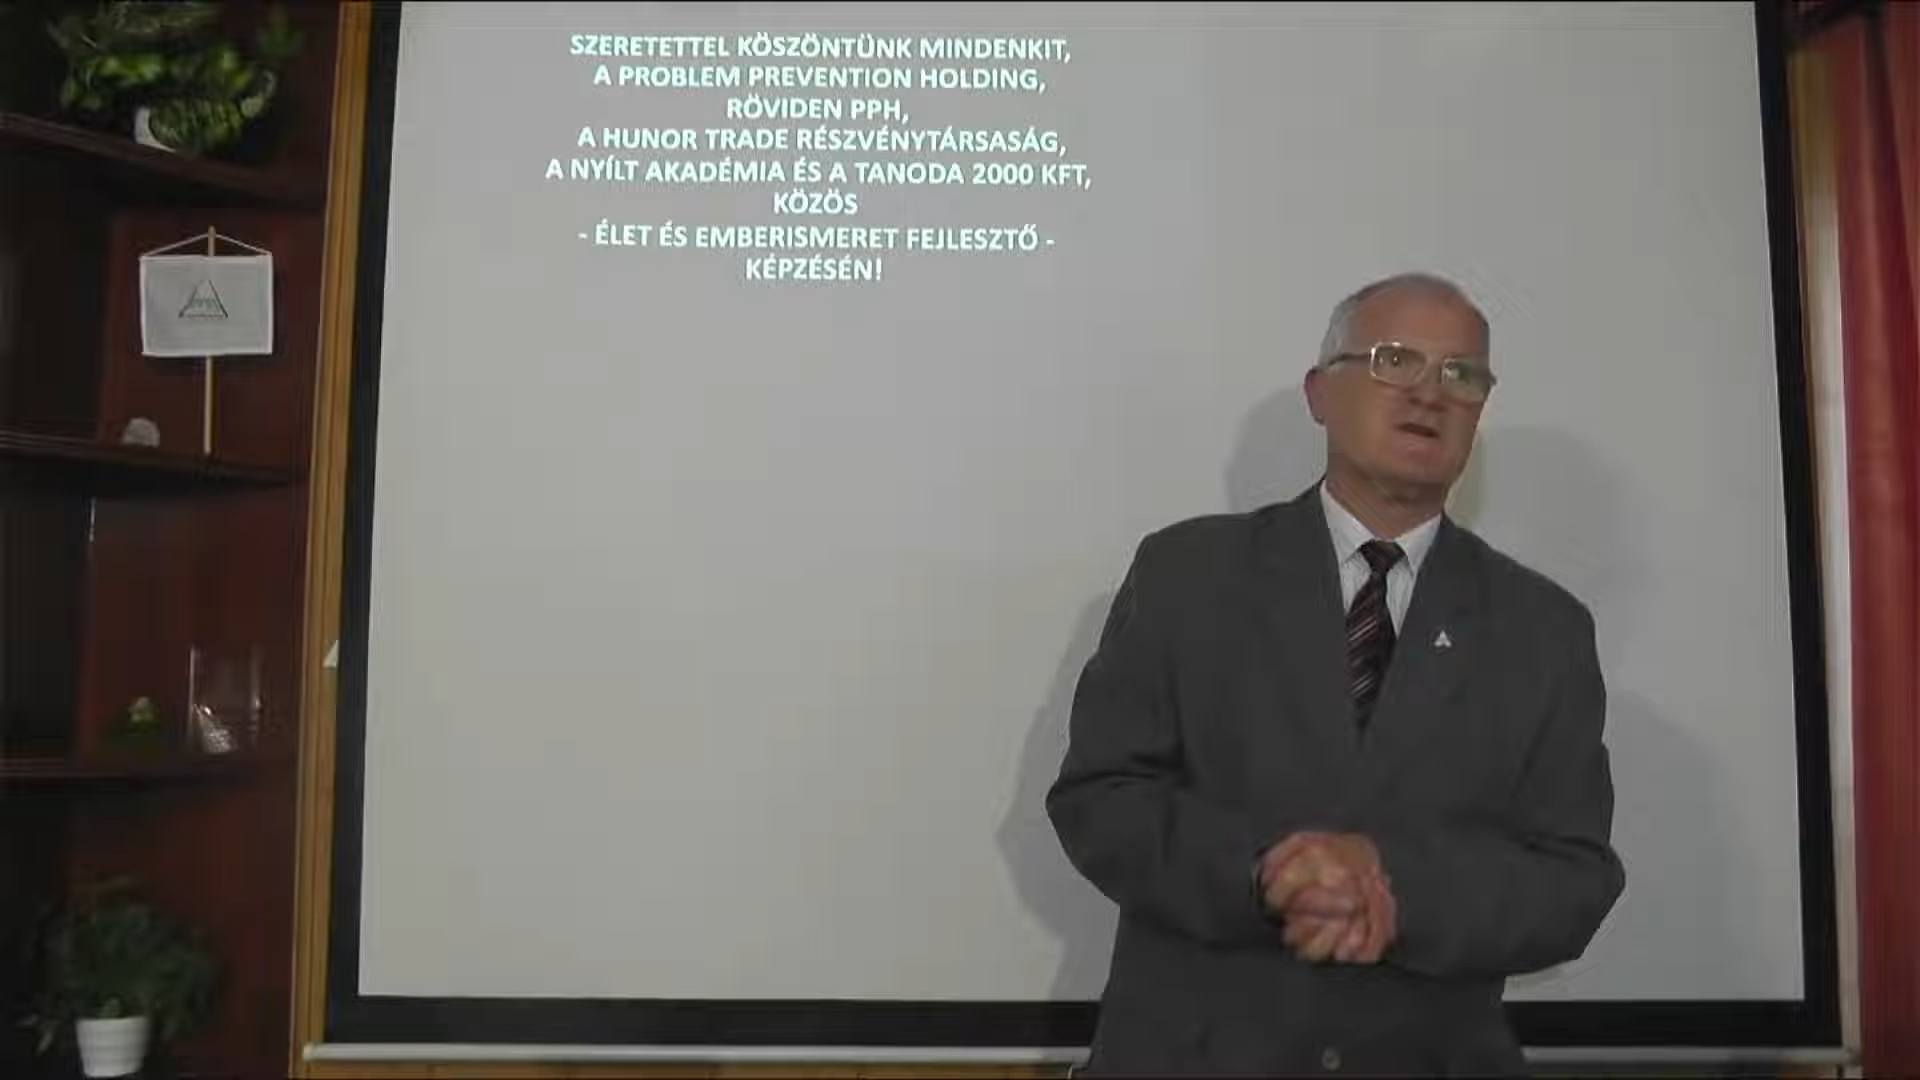 SZERETETTEL KÖSZÖNTÜNK MINDENKIT,
A PROBLEM PREVENTION HOLDING,
RÖVIDEN PPH,
A HUNOR TRADE RÉSZVÉNYTÁRSASÁG,
A NYÍLT AKADÉMIA ÉS A TANODA 2000 KFT,
KÖZÖS
- ÉLET ÉS EMBERISMERET FEJLESZTŐ -
KÉPZÉSÉN!